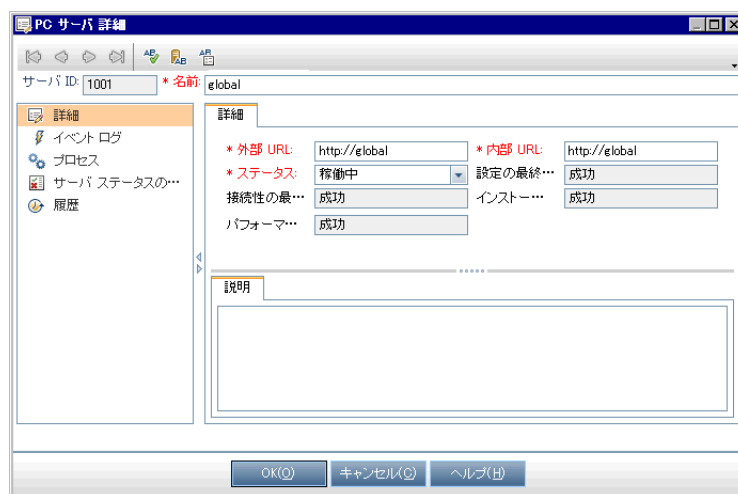 PC サーバ 詳細
サーバ ID: 1001 * 名前: global
詳細
イベント ログ
プロセス
サーバ ステータスの…
履歴
詳細
* 外部 URL: http://global * 内部 URL: http://global
* ステータス: 稼働中 設定の最終… 成功
接続性の最… 成功 インストー… 成功
パフォーマ… 成功
説明
OK(O) キャンセル(C) ヘルプ(H)